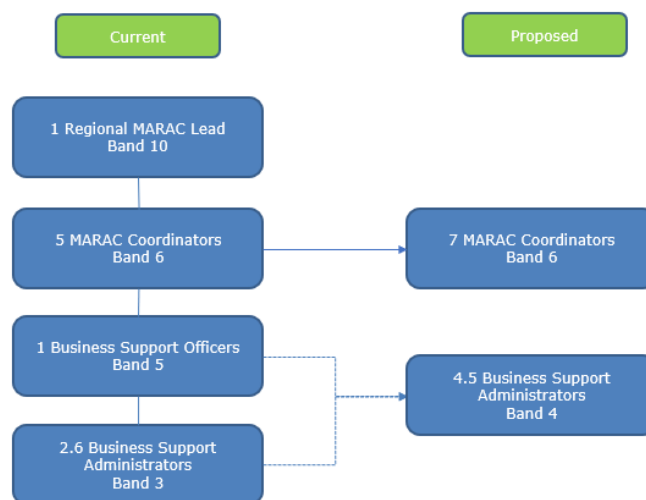 Current
Proposed
1 Regional MARAC Lead
Band 10
5 MARAC Coordinators
Band 6
7 MARAC Coordinators
Band 6
1 Business Support Officers
Band 5
4.5 Business Support
Administrators
Band 4
2.6 Business Support
Administrators
Band 3